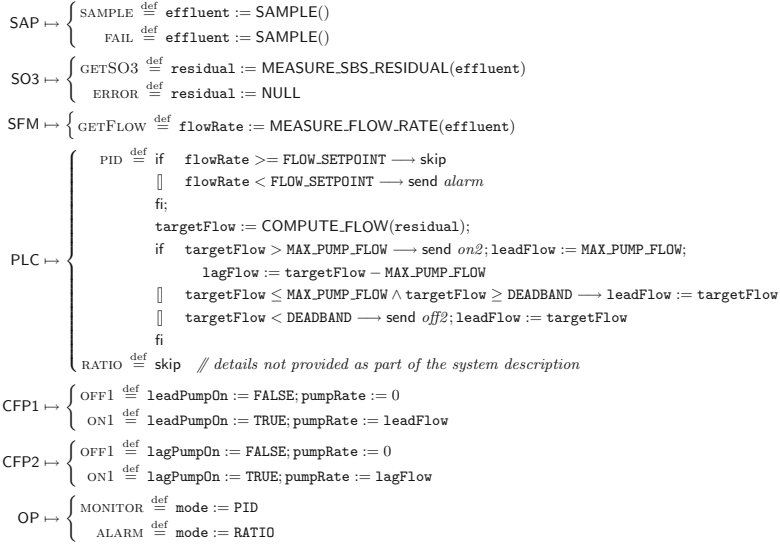 SAP ↦ { SAMPLE ≝ effluent := SAMPLE()
FAIL ≝ effluent := SAMPLE()
SO3 ↦ { GETSO3 ≝ residual := MEASURE_SBS_RESIDUAL(effluent)
ERROR ≝ residual := NULL
SFM ↦ { GETFLOW ≝ flowRate := MEASURE_FLOW_RATE(effluent)
PLC ↦ { PID ≝ if flowRate >= FLOW_SETPOINT ⟶ skip
[] flowRate < FLOW_SETPOINT ⟶ send alarm
fi;
targetFlow := COMPUTE_FLOW(residual);
if targetFlow > MAX_PUMP_FLOW ⟶ send on2; leadFlow := MAX_PUMP_FLOW;
lagFlow := targetFlow − MAX_PUMP_FLOW
[] targetFlow ≤ MAX_PUMP_FLOW ∧ targetFlow ≥ DEADBAND ⟶ leadFlow := targetFlow
[] targetFlow < DEADBAND ⟶ send off2; leadFlow := targetFlow
fi
RATIO ≝ skip // details not provided as part of the system description
CFP1 ↦ { OFF1 ≝ leadPumpOn := FALSE; pumpRate := 0
ON1 ≝ leadPumpOn := TRUE; pumpRate := leadFlow
CFP2 ↦ { OFF1 ≝ lagPumpOn := FALSE; pumpRate := 0
ON1 ≝ lagPumpOn := TRUE; pumpRate := lagFlow
OP ↦ { MONITOR ≝ mode := PID
ALARM ≝ mode := RATIO